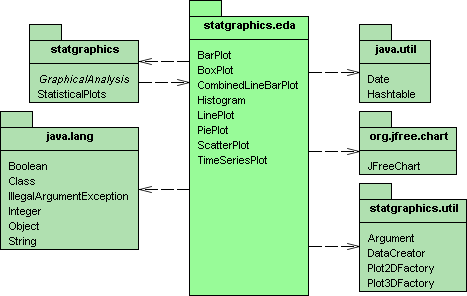 statgraphics
GraphicalAnalysis
StatisticalPlots
java.lang
Boolean
Class
IllegalArgumentException
Integer
Object
String
statgraphics.eda
BarPlot
BoxPlot
CombinedLineBarPlot
Histogram
LinePlot
PiePlot
ScatterPlot
TimeSeriesPlot
java.util
Date
Hashtable
org.jfree.chart
JFreeChart
statgraphics.util
Argument
DataCreator
Plot2DFactory
Plot3DFactory